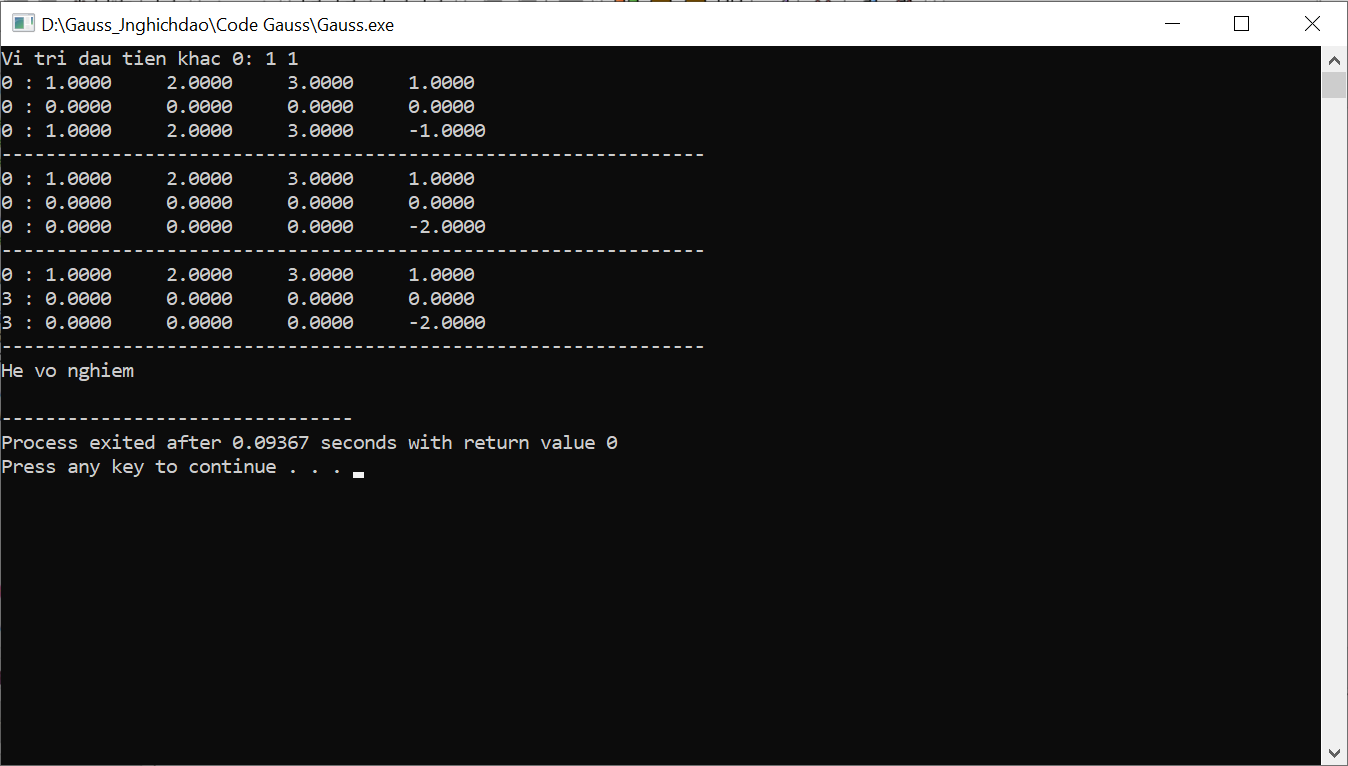 D:\Gauss_Jnghichdao\Code Gauss\Gauss.exe
Vi tri dau tien khac 0: 1 1
0 : 1.0000     2.0000     3.0000     1.0000
0 : 0.0000     0.0000     0.0000     0.0000
0 : 1.0000     2.0000     3.0000     -1.0000
----------------------------------------------------------------
0 : 1.0000     2.0000     3.0000     1.0000
0 : 0.0000     0.0000     0.0000     0.0000
0 : 0.0000     0.0000     0.0000     -2.0000
----------------------------------------------------------------
0 : 1.0000     2.0000     3.0000     1.0000
3 : 0.0000     0.0000     0.0000     0.0000
3 : 0.0000     0.0000     0.0000     -2.0000
----------------------------------------------------------------
He vo nghiem
--------------------------------
Process exited after 0.09367 seconds with return value 0
Press any key to continue . . .